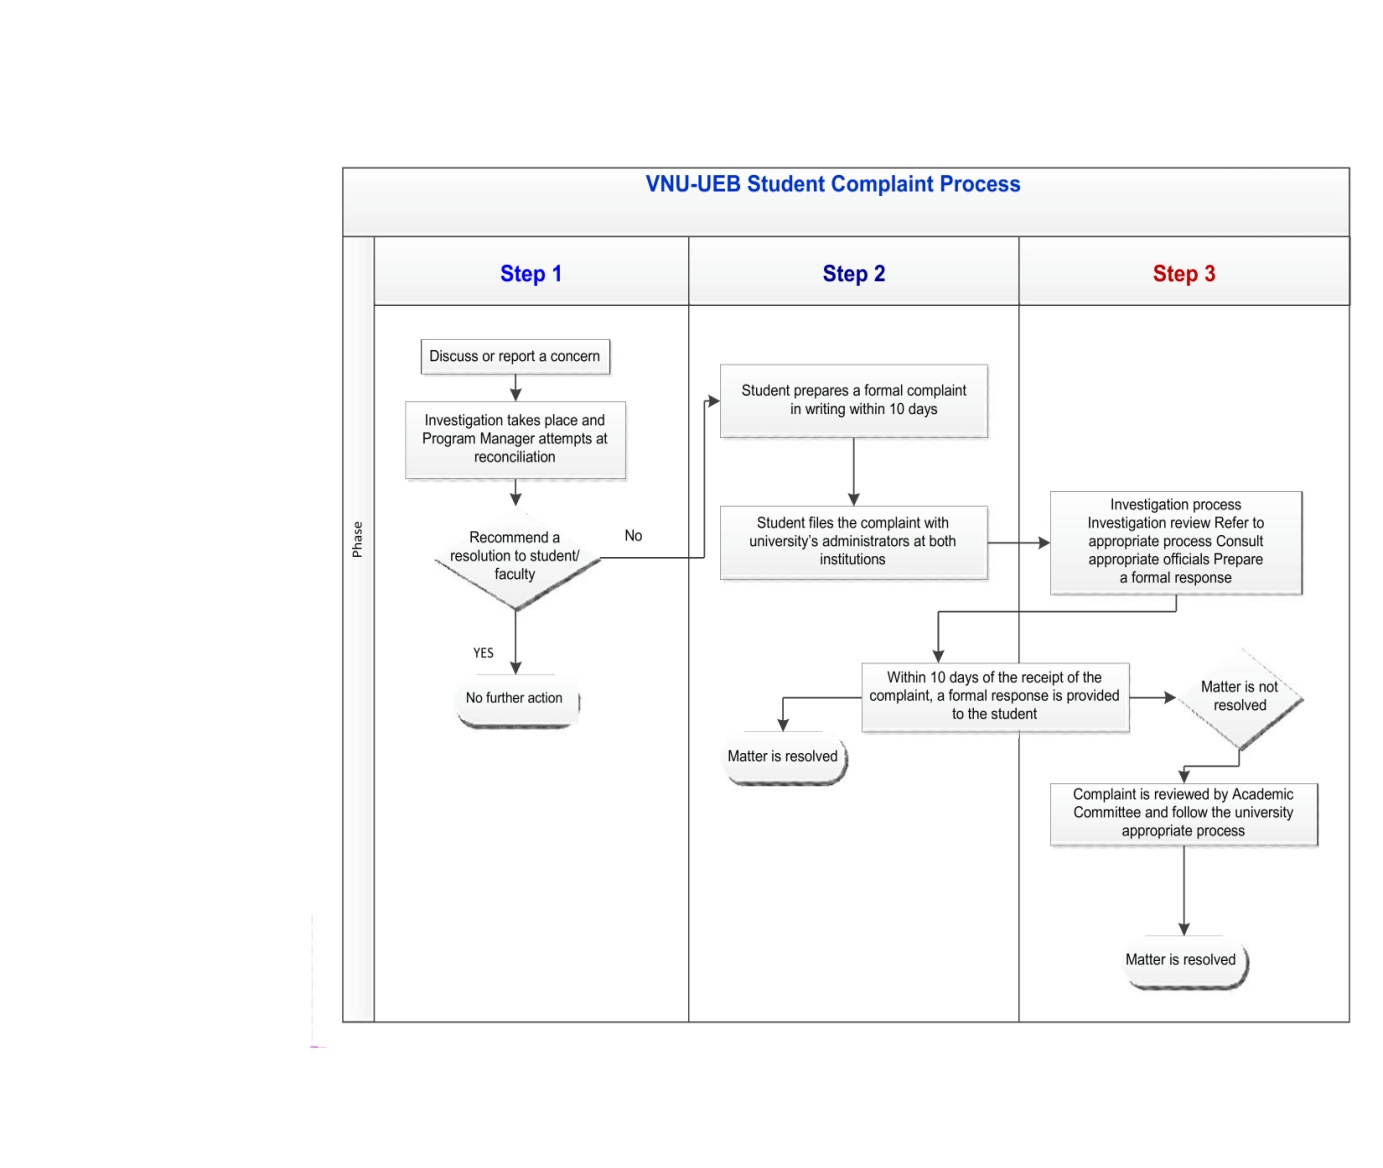 VNU-UEB Student Complaint Process
Step 1
Step 2
Step 3
Phase
Discuss or report a concern
Investigation takes place and
Program Manager attempts at
reconciliation
Recommend a
resolution to student/
faculty
No
YES
No further action
Student prepares a formal complaint
in writing within 10 days
Student files the complaint with
university's administrators at both
institutions
Investigation process
Investigation review Refer to
appropriate process Consult
appropriate officials Prepare
a formal response
Within 10 days of the receipt of the
complaint, a formal response is provided
to the student
Matter is resolved
Matter is not
resolved
Complaint is reviewed by Academic
Committee and follow the university
appropriate process
Matter is resolved